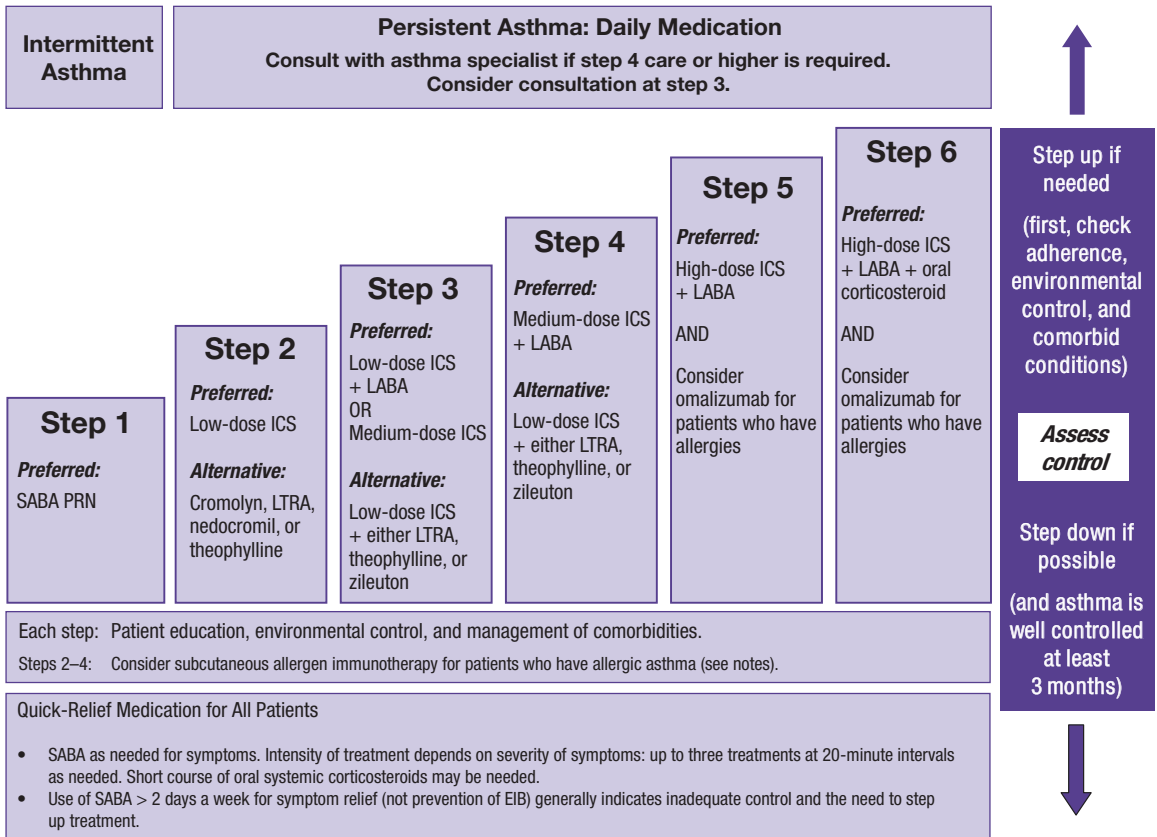 Intermittent
Asthma
Persistent Asthma: Daily Medication
Consult with asthma specialist if step 4 care or higher is required.
Consider consultation at step 3.
Step 1
Preferred:
SABA PRN
Step 2
Preferred:
Low-dose ICS
Alternative:
Cromolyn, LTRA,
nedocromil, or
theophylline
Step 3
Preferred:
Low-dose ICS
+ LABA
OR
Medium-dose ICS
Alternative:
Low-dose ICS
+ either LTRA,
theophylline, or
zileuton
Step 4
Preferred:
Medium-dose ICS
+ LABA
Alternative:
Low-dose ICS
+ either LTRA,
theophylline, or
zileuton
Step 5
Preferred:
High-dose ICS
+ LABA
AND
Consider
omalizumab for
patients who have
allergies
Step 6
Preferred:
High-dose ICS
+ LABA + oral
corticosteroid
AND
Consider
omalizumab for
patients who have
allergies
Step up if
needed
(first, check
adherence,
environmental
control, and
comorbid
conditions)
Assess
control
Step down if
possible
(and asthma is
well controlled
at least
3 months)
Each step: Patient education, environmental control, and management of comorbidities.
Steps 2–4: Consider subcutaneous allergen immunotherapy for patients who have allergic asthma (see notes).
Quick-Relief Medication for All Patients
• SABA as needed for symptoms. Intensity of treatment depends on severity of symptoms: up to three treatments at 20-minute intervals
as needed. Short course of oral systemic corticosteroids may be needed.
• Use of SABA > 2 days a week for symptom relief (not prevention of EIB) generally indicates inadequate control and the need to step
up treatment.